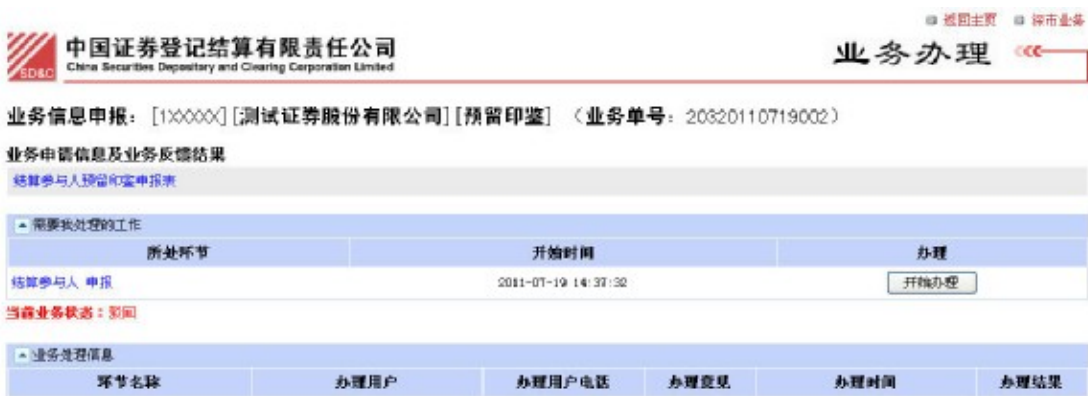 返回主页 深市业务
中国证券登记结算有限责任公司
China Securities Depository and Clearing Corporation Limited
SD&C
业务办理
业务信息申报：[1XXXXX][测试证券股份有限公司][预留印鉴] （业务单号：20320110719002）
业务申请信息及业务反馈结果
结算参与人预留印鉴申报表
需要我处理的工作
所处环节 开始时间 办理
结算参与人 申报 2011-07-19 14:37:32 开始办理
当前业务状态：
业务处理信息
环节名称 办理用户 办理用户电话 办理意见 办理时间 办理结果